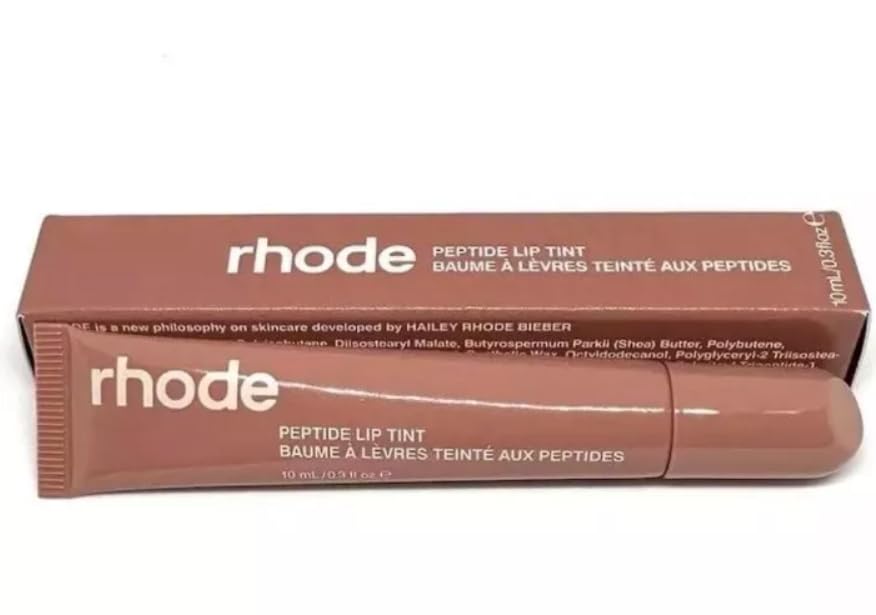 rhode
PEPTIDE LIP TINT
BAUME À LÈVRES TEINTÉ AUX PEPTIDES
10 mL/0.3 fl oz ℮
DE is a new philosophy on skincare developed by HAILEY RHODE BIEBER
Diisostearyl Malate, Butyrospermum Parkii (Shea) Butter, Polybutene,
Wax, Octyldodecanol, Polyglyceryl-2 Triisostea-
rhode
PEPTIDE LIP TINT
BAUME À LÈVRES TEINTÉ AUX PEPTIDES
10 mL/0.3 fl oz ℮